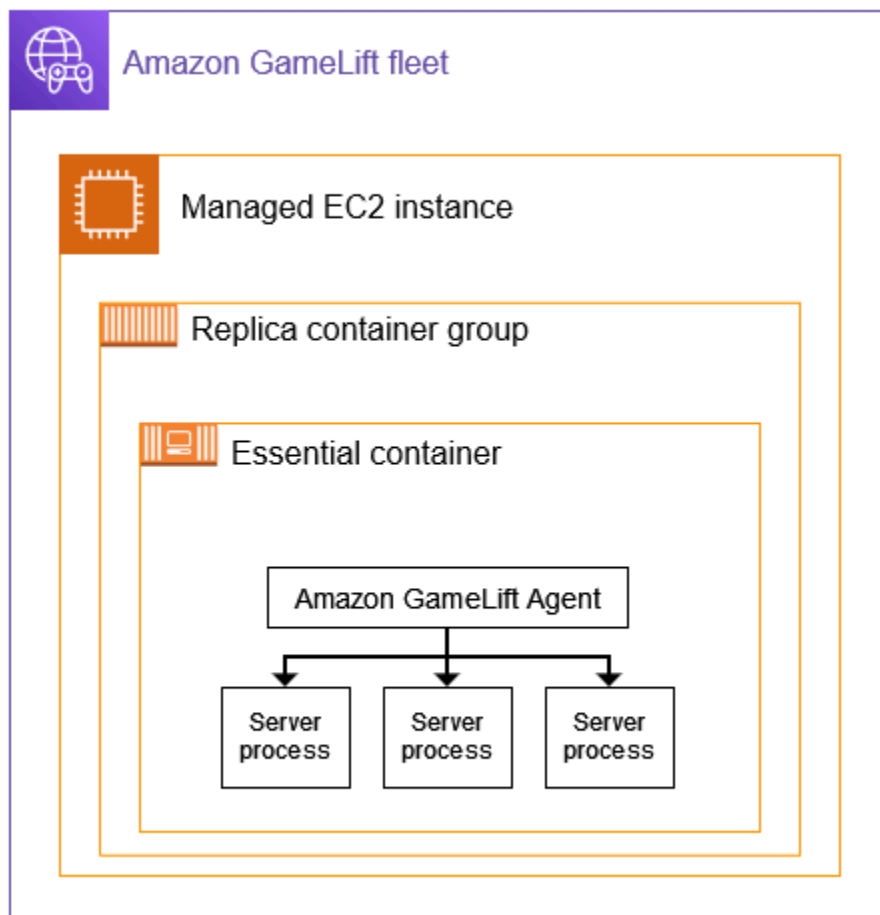 Amazon GameLift fleet
Managed EC2 instance
Replica container group
Essential container
Amazon GameLift Agent
Server
process
Server
process
Server
process